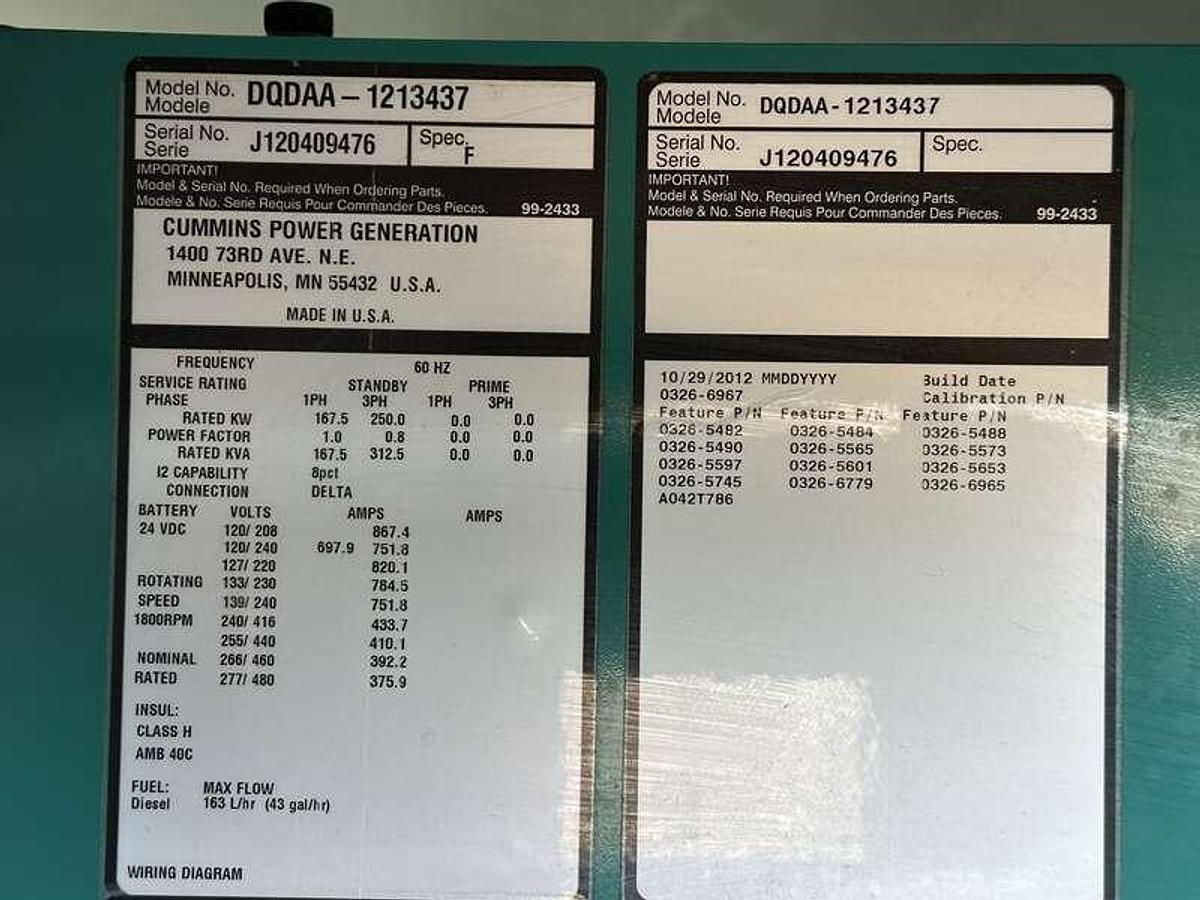 Model No. DQDAA - 1213437
Modele
Serial No. J120409476 Spec. F
Serie
IMPORTANT!
Model & Serial No. Required When Ordering Parts.
Modele & No. Serie Requis Pour Commander Des Pieces. 99-2433
CUMMINS POWER GENERATION
1400 73RD AVE. N.E.
MINNEAPOLIS, MN 55432 U.S.A.
MADE IN U.S.A.
FREQUENCY 60 HZ
SERVICE RATING STANDBY PRIME
PHASE 1PH 3PH 1PH 3PH
RATED KW 167.5 250.0 0.0 0.0
POWER FACTOR 1.0 0.8 0.0 0.0
RATED KVA 167.5 312.5 0.0 0.0
I2 CAPABILITY 8pct
CONNECTION DELTA
BATTERY VOLTS AMPS AMPS
24 VDC 120/ 208 867.4
120/ 240 697.9 751.8
127/ 220 820.1
ROTATING 133/ 230 784.5
SPEED 139/ 240 751.8
1800RPM 240/ 416 433.7
255/ 440 410.1
NOMINAL 266/ 460 392.2
RATED 277/ 480 375.9
INSUL:
CLASS H
AMB 40C
FUEL: MAX FLOW
Diesel 163 L/hr (43 gal/hr)
WIRING DIAGRAM
Model No. DQDAA - 1213437
Modele
Serial No. J120409476 Spec.
Serie
IMPORTANT!
Model & Serial No. Required When Ordering Parts.
Modele & No. Serie Requis Pour Commander Des Pieces. 99-2433
10/29/2012 MMDDYYYY Build Date
0326-6967 Calibration P/N
Feature P/N Feature P/N Feature P/N
0326-5482 0326-5484 0326-5488
0326-5490 0326-5565 0326-5573
0326-5597 0326-5601 0326-5653
0326-5745 0326-6779 0326-6965
A042T786